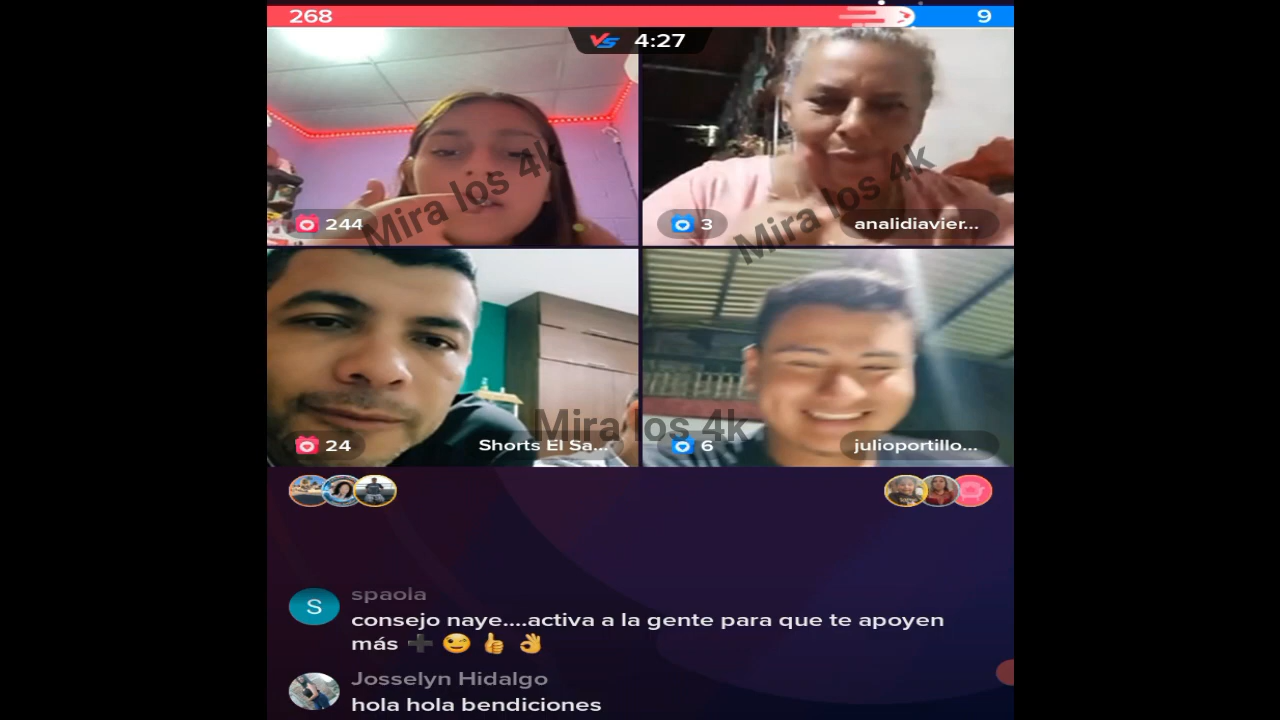 268
9
VS 4:27
Mira los 4k
Mira los 4k
244
3
analidiavier...
Mira los 4k
24
Shorts El Sa...
6
julioportillo...
S
spaola
consejo naye....activa a la gente para que te apoyen
más ➕ 😉 👍 👌
Josselyn Hidalgo
hola hola bendiciones